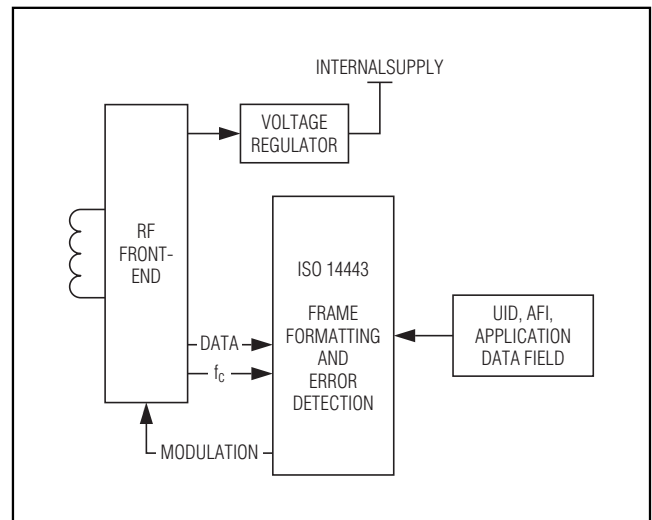 INTERNALSUPPLY
VOLTAGE
REGULATOR
RF
FRONT-
END
ISO 14443
FRAME
FORMATTING
AND
ERROR
DETECTION
UID, AFI,
APPLICATION
DATA FIELD
DATA
fC
MODULATION